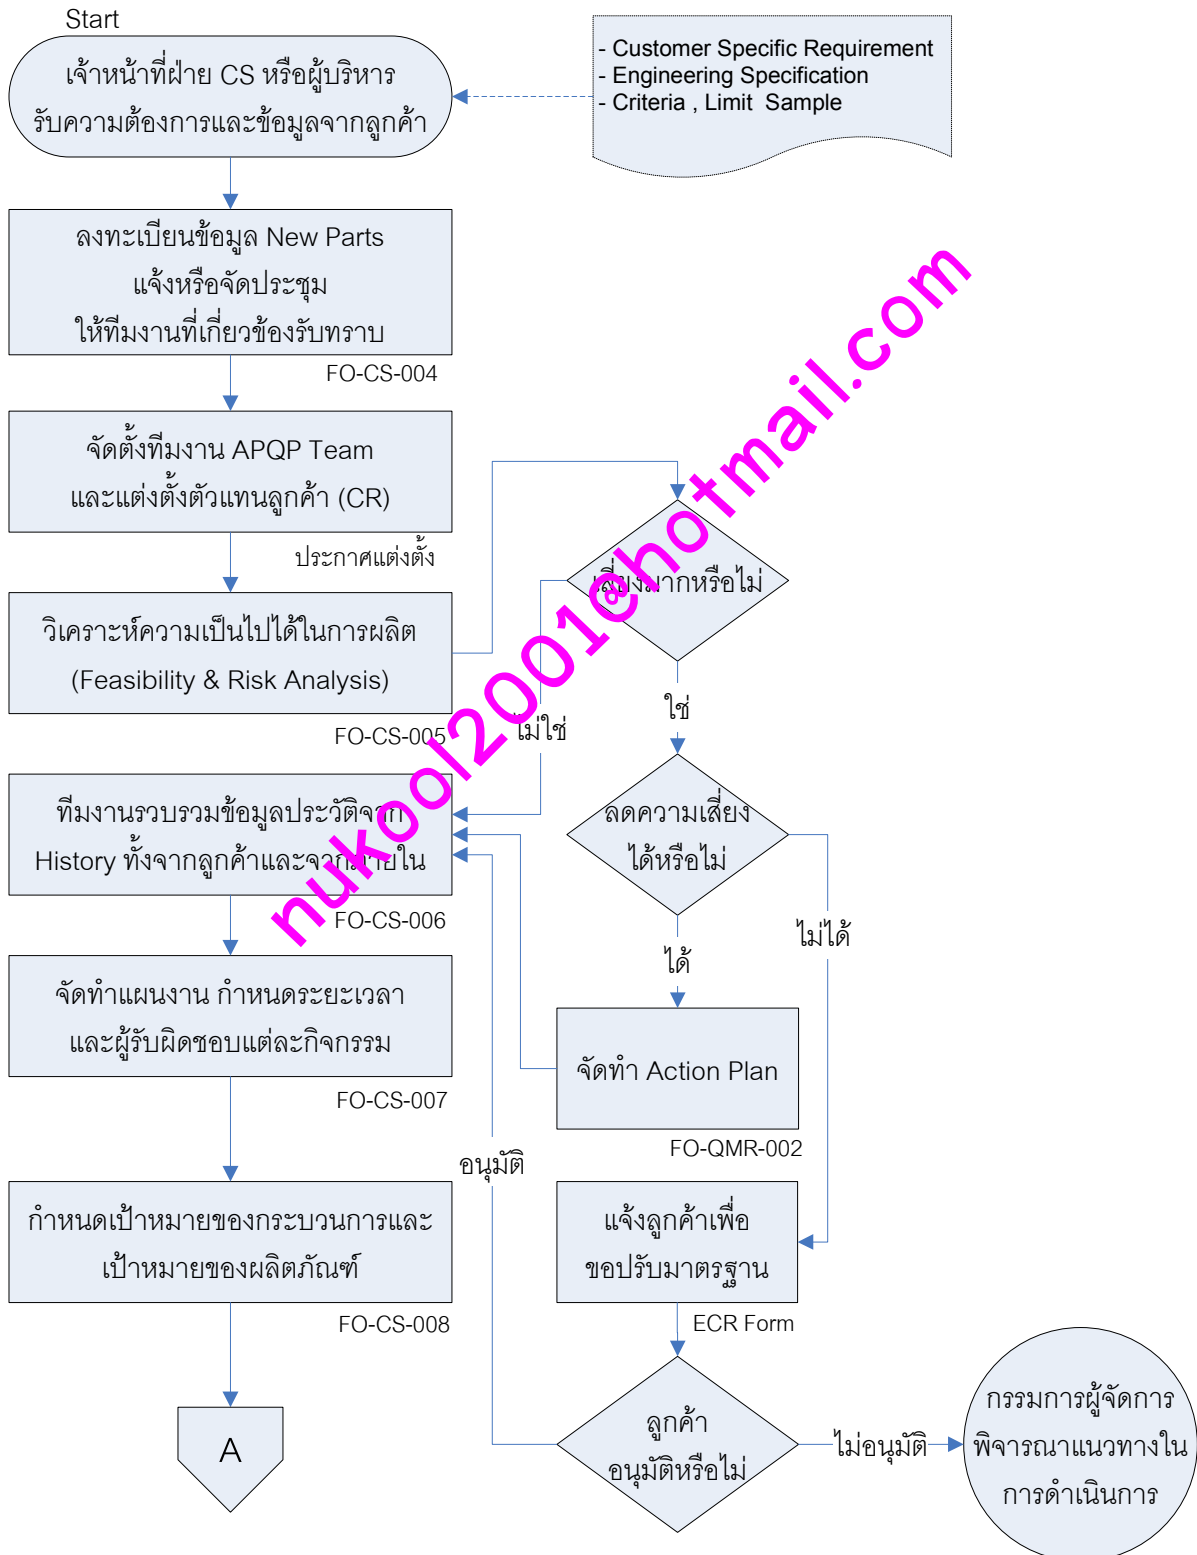 Start
เจ้าหน้าที่ฝ่าย CS หรือผู้บริหาร
รับความต้องการและข้อมูลจากลูกค้า
- Customer Specific Requirement
- Engineering Specification
- Criteria , Limit Sample
ลงทะเบียนข้อมูล New Parts
แจ้งหรือจัดประชุม
ให้ทีมงานที่เกี่ยวข้องรับทราบ
FO-CS-004
จัดตั้งทีมงาน APQP Team
และแต่งตั้งตัวแทนลูกค้า (CR)
ประกาศแต่งตั้ง
วิเคราะห์ความเป็นไปได้ในการผลิต
(Feasibility & Risk Analysis)
FO-CS-005
เสี่ยงมากหรือไม่
ไม่ใช่
ใช่
ทีมงานรวบรวมข้อมูลประวัติจาก
History ทั้งจากลูกค้าและจากภายใน
FO-CS-006
ลดความเสี่ยง
ได้หรือไม่
ไม่ได้
ได้
จัดทำแผนงาน กำหนดระยะเวลา
และผู้รับผิดชอบแต่ละกิจกรรม
FO-CS-007
จัดทำ Action Plan
FO-QMR-002
อนุมัติ
กำหนดเป้าหมายของกระบวนการและ
เป้าหมายของผลิตภัณฑ์
FO-CS-008
แจ้งลูกค้าเพื่อ
ขอปรับมาตรฐาน
ECR Form
A
ลูกค้า
อนุมัติหรือไม่
ไม่อนุมัติ
กรรมการผู้จัดการ
พิจารณาแนวทางใน
การดำเนินการ
nukool2001@hotmail.com